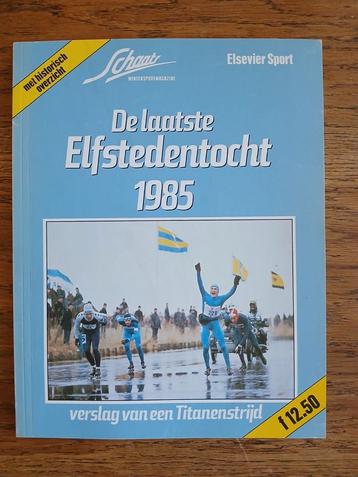 met historisch
overzicht
Schaats
WINTERSPORTMAGAZINE
Elsevier Sport
De laatste
Elfstedentocht
1985
verslag van een Titanenstrijd
f 12.50